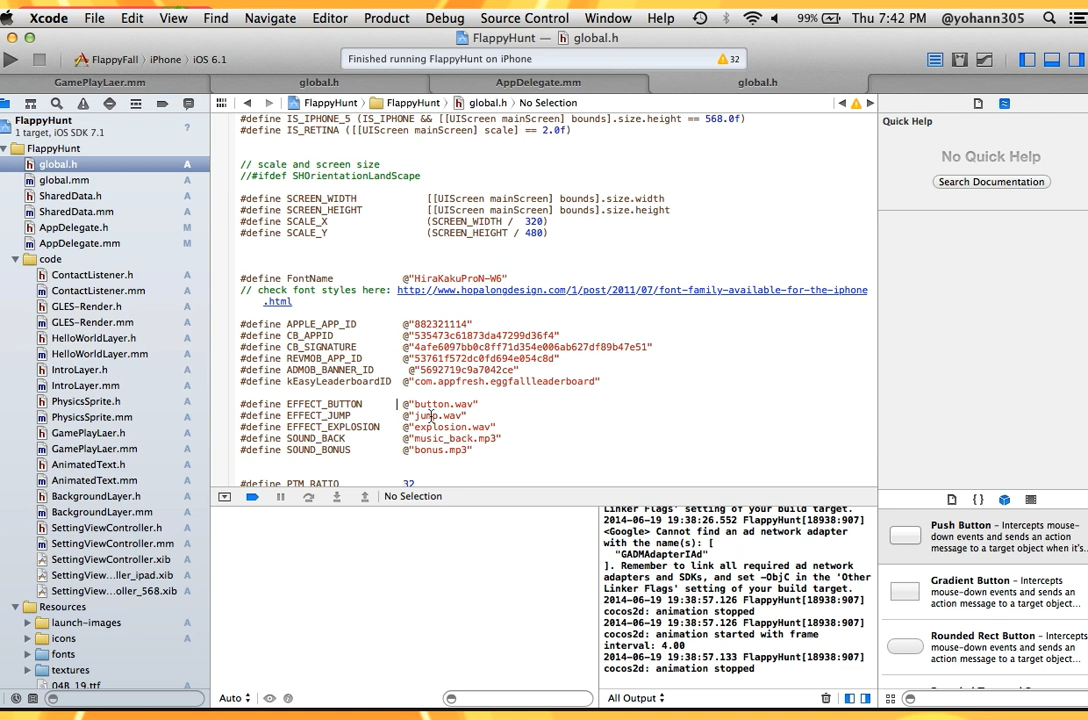 Xcode File Edit View Find Navigate Editor Product Debug Source Control Window Help 99% Thu 7:42 PM @yohann305
FlappyHunt — global.h
FlappyFall › iPhone › iOS 6.1
Finished running FlappyHunt on iPhone 32
GamePlayLaer.mm global.h AppDelegate.mm global.h
FlappyHunt › FlappyHunt › global.h › No Selection
FlappyHunt
1 target, iOS SDK 7.1
?
FlappyHunt
global.h A
global.mm A
SharedData.h A
SharedData.mm A
AppDelegate.h M
AppDelegate.mm M
code
ContactListener.h A
ContactListener.mm A
GLES-Render.h A
GLES-Render.mm A
HelloWorldLayer.h A
HelloWorldLayer.mm A
IntroLayer.h A
IntroLayer.mm A
PhysicsSprite.h A
PhysicsSprite.mm A
GamePlayLaer.h A
GamePlayLaer.mm A
AnimatedText.h A
AnimatedText.mm A
BackgroundLayer.h A
BackgroundLayer.mm A
SettingViewController.h A
SettingViewController.mm A
SettingViewController.xib A
SettingView...ller_ipad.xib A
SettingView...oller_568.xib A
Resources
launch-images A
icons A
fonts A
textures A
04B_19.ttf A
#define IS_IPHONE_5 (IS_IPHONE && [[UIScreen mainScreen] bounds].size.height == 568.0f)
#define IS_RETINA ([[UIScreen mainScreen] scale] == 2.0f)
// scale and screen size
//#ifdef SHOrientationLandScape
#define SCREEN_WIDTH [[UIScreen mainScreen] bounds].size.width
#define SCREEN_HEIGHT [[UIScreen mainScreen] bounds].size.height
#define SCALE_X (SCREEN_WIDTH / 320)
#define SCALE_Y (SCREEN_HEIGHT / 480)
#define FontName @"HiraKakuProN-W6"
// check font styles here: http://www.hopalongdesign.com/1/post/2011/07/font-family-available-for-the-iphone
.html
#define APPLE_APP_ID @"882321114"
#define CB_APPID @"535473c61873da47299d36f4"
#define CB_SIGNATURE @"4afe6097bb0c8ff71d354e006ab627df89b47e51"
#define REVMOB_APP_ID @"53761f572dc0fd694e054c8d"
#define ADMOB_BANNER_ID @"5692719c9a7042ce"
#define kEasyLeaderboardID @"com.appfresh.eggfallleaderboard"
#define EFFECT_BUTTON @"button.wav"
#define EFFECT_JUMP @"jump.wav"
#define EFFECT_EXPLOSION @"explosion.wav"
#define SOUND_BACK @"music_back.mp3"
#define SOUND_BONUS @"bonus.mp3"
#define PTM_RATIO 32
No Selection
Linker Flags' setting of your build target.
2014-06-19 19:38:26.552 FlappyHunt[18938:907]
<Google> Cannot find an ad network adapter
with the name(s): [
"GADMAdapterIAd"
]. Remember to link all required ad network
adapters and SDKs, and set -ObjC in the 'Other
Linker Flags' setting of your build target.
2014-06-19 19:38:57.126 FlappyHunt[18938:907]
cocos2d: animation stopped
2014-06-19 19:38:57.126 FlappyHunt[18938:907]
cocos2d: animation started with frame
interval: 4.00
2014-06-19 19:38:57.133 FlappyHunt[18938:907]
cocos2d: animation stopped
Auto
All Output
Quick Help
No Quick Help
Search Documentation
Push Button – Intercepts mouse-
down events and sends an
action message to a target object when it's...
Gradient Button – Intercepts
mouse-down events and sends an
action message to a target object...
Rounded Rect Button – Intercepts
mouse-down events and sends an
action message to a target object...